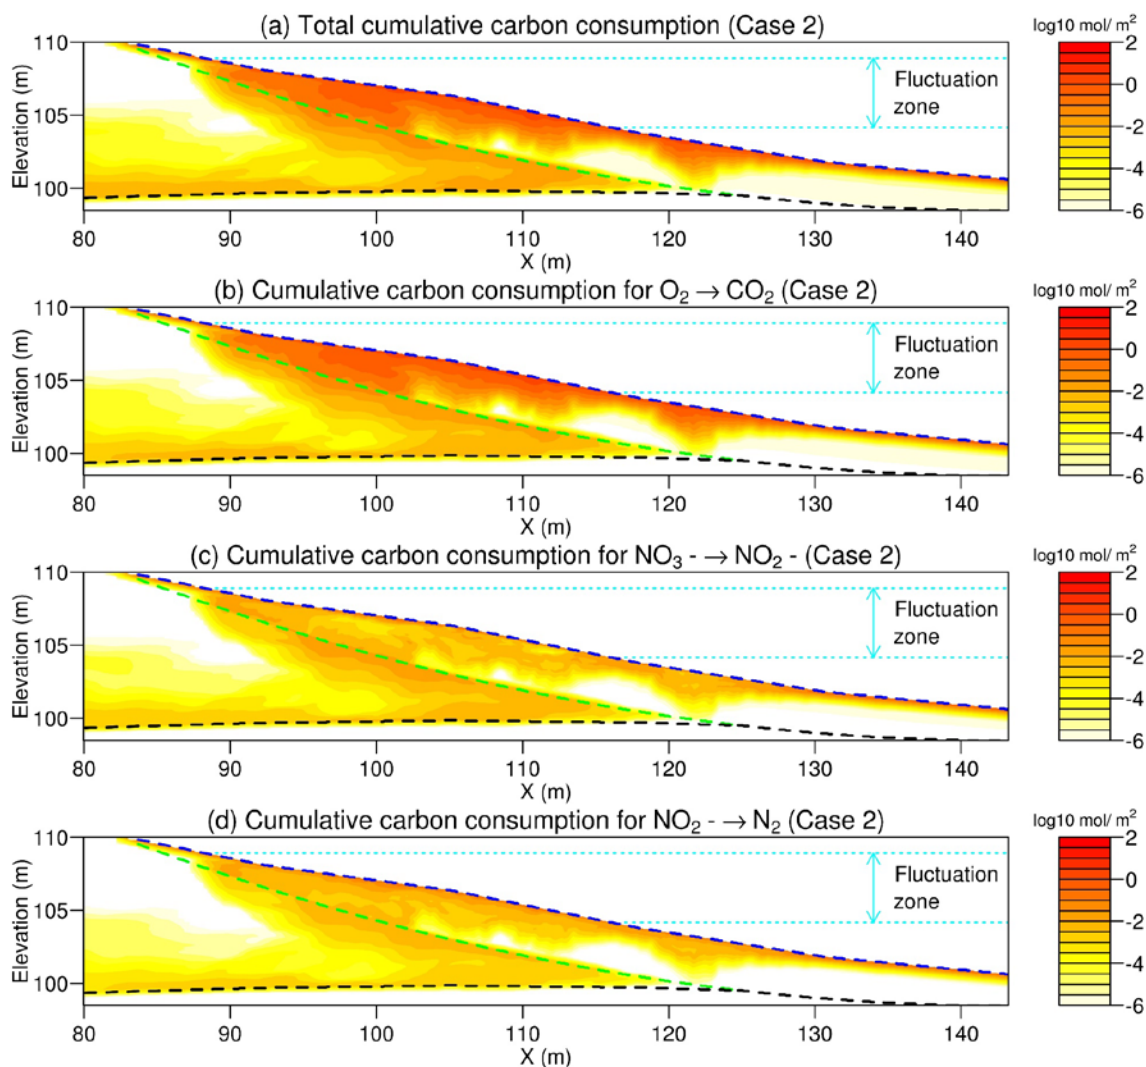 (a) Total cumulative carbon consumption (Case 2)
log10 mol/ m²
110
105
100
Elevation (m)
Fluctuation
zone
2
0
-2
-4
-6
80 90 100 110 120 130 140
X (m)
(b) Cumulative carbon consumption for O₂ → CO₂ (Case 2)
log10 mol/ m²
110
105
100
Elevation (m)
Fluctuation
zone
2
0
-2
-4
-6
80 90 100 110 120 130 140
X (m)
(c) Cumulative carbon consumption for NO₃ - → NO₂ - (Case 2)
log10 mol/ m²
110
105
100
Elevation (m)
Fluctuation
zone
2
0
-2
-4
-6
80 90 100 110 120 130 140
X (m)
(d) Cumulative carbon consumption for NO₂ - → N₂ (Case 2)
log10 mol/ m²
110
105
100
Elevation (m)
Fluctuation
zone
2
0
-2
-4
-6
80 90 100 110 120 130 140
X (m)